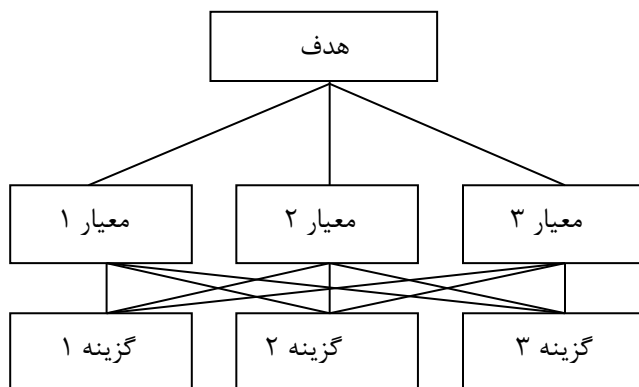 هدف
معیار ۱
معیار ۲
معیار ۳
گزینه ۱
گزینه ۲
گزینه ۳